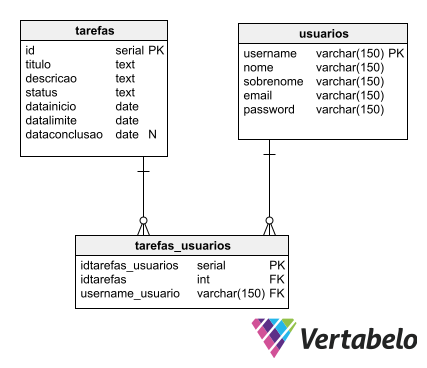 tarefas
id serial PK
titulo text
descricao text
status text
datainicio date
datalimite date
dataconclusao date N
usuarios
username varchar(150) PK
nome varchar(150)
sobrenome varchar(150)
email varchar(150)
password varchar(150)
tarefas_usuarios
idtarefas_usuarios serial PK
idtarefas int FK
username_usuario varchar(150) FK
Vertabelo